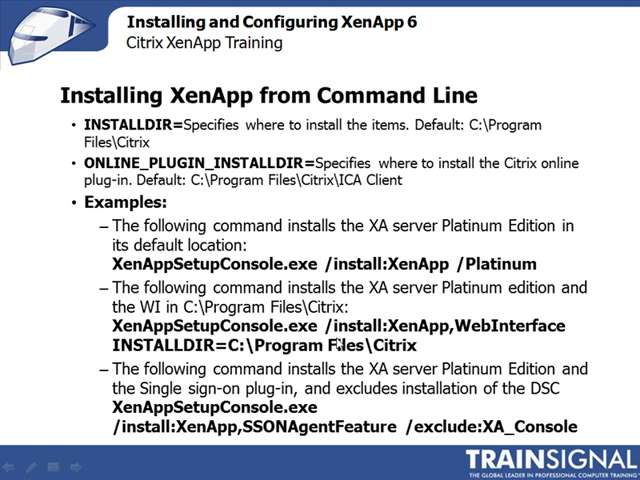 Installing and Configuring XenApp 6
Citrix XenApp Training
Installing XenApp from Command Line
• INSTALLDIR=Specifies where to install the items. Default: C:\Program
Files\Citrix
• ONLINE_PLUGIN_INSTALLDIR=Specifies where to install the Citrix online
plug-in. Default: C:\Program Files\Citrix\ICA Client
• Examples:
– The following command installs the XA server Platinum Edition in
its default location:
XenAppSetupConsole.exe /install:XenApp /Platinum
– The following command installs the XA server Platinum edition and
the WI in C:\Program Files\Citrix:
XenAppSetupConsole.exe /install:XenApp,WebInterface
INSTALLDIR=C:\Program Files\Citrix
– The following command installs the XA server Platinum Edition and
the Single sign-on plug-in, and excludes installation of the DSC
XenAppSetupConsole.exe
/install:XenApp,SSONAgentFeature /exclude:XA_Console
TRAINSIGNAL
THE GLOBAL LEADER IN PROFESSIONAL COMPUTER TRAINING